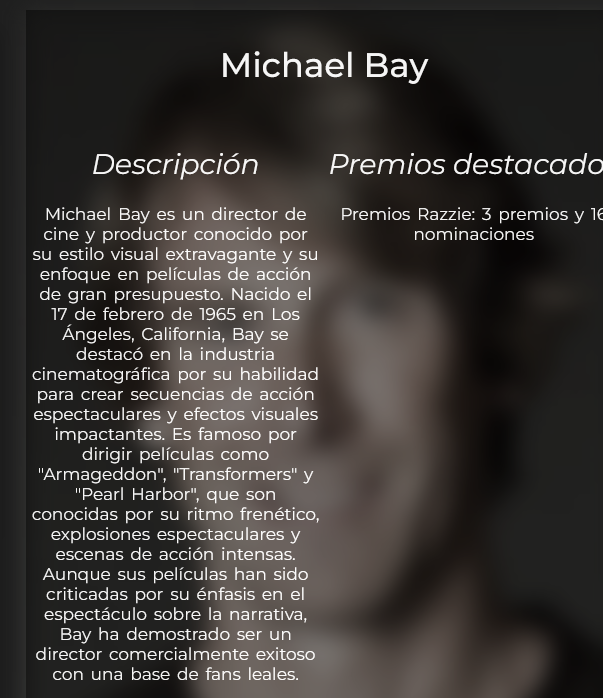 Michael Bay
Descripción
Michael Bay es un director de
cine y productor conocido por
su estilo visual extravagante y su
enfoque en películas de acción
de gran presupuesto. Nacido el
17 de febrero de 1965 en Los
Ángeles, California, Bay se
destacó en la industria
cinematográfica por su habilidad
para crear secuencias de acción
espectaculares y efectos visuales
impactantes. Es famoso por
dirigir películas como
"Armageddon", "Transformers" y
"Pearl Harbor", que son
conocidas por su ritmo frenético,
explosiones espectaculares y
escenas de acción intensas.
Aunque sus películas han sido
criticadas por su énfasis en el
espectáculo sobre la narrativa,
Bay ha demostrado ser un
director comercialmente exitoso
con una base de fans leales.
Premios destacado
Premios Razzie: 3 premios y 16
nominaciones